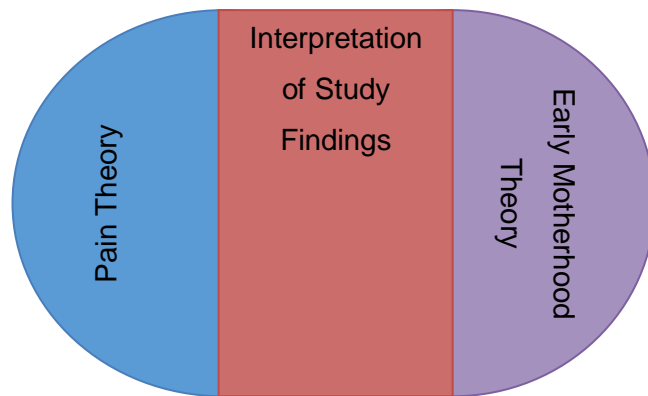 Pain Theory
Interpretation
of Study
Findings
Early Motherhood
Theory